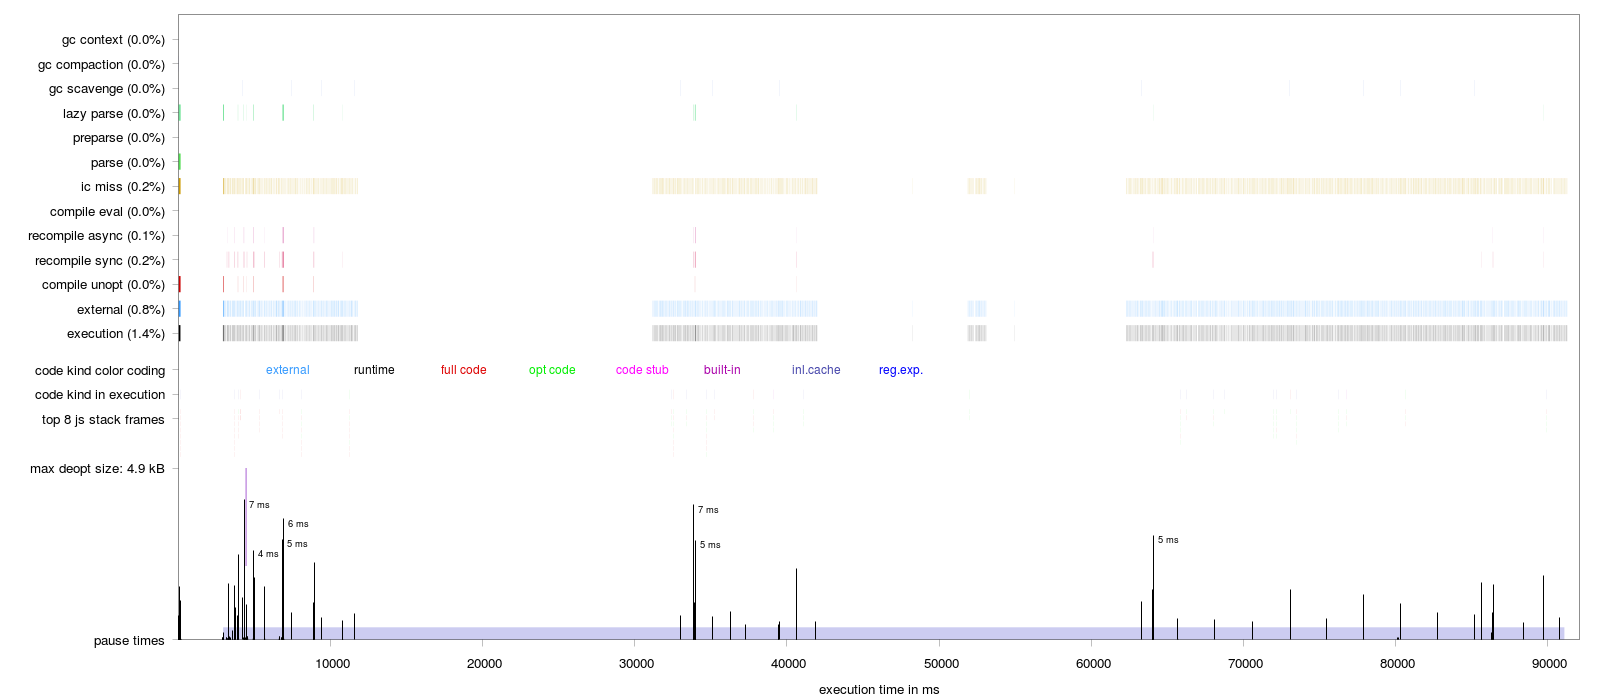 gc context (0.0%)
gc compaction (0.0%)
gc scavenge (0.0%)
lazy parse (0.0%)
preparse (0.0%)
parse (0.0%)
ic miss (0.2%)
compile eval (0.0%)
recompile async (0.1%)
recompile sync (0.2%)
compile unopt (0.0%)
external (0.8%)
execution (1.4%)
code kind color coding external runtime full code opt code code stub built-in inl.cache reg.exp.
code kind in execution
top 8 js stack frames
max deopt size: 4.9 kB
7 ms
7 ms
6 ms
5 ms
5 ms
5 ms
4 ms
pause times
10000 20000 30000 40000 50000 60000 70000 80000 90000
execution time in ms